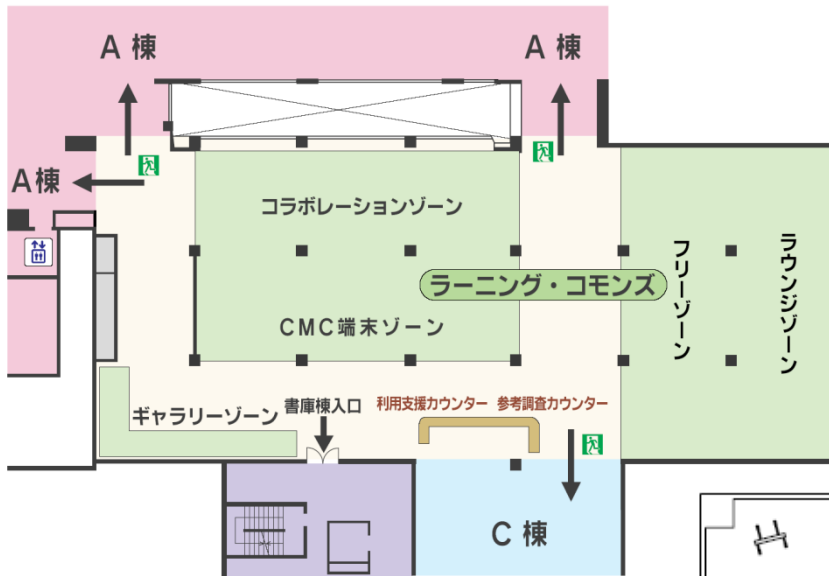 A棟
A棟
A棟
コラボレーションゾーン
ラーニング・コモンズ
フリーゾーン
ラウンジゾーン
CMC端末ゾーン
ギャラリーゾーン
書庫棟入口
利用支援カウンター
参考調査カウンター
C棟